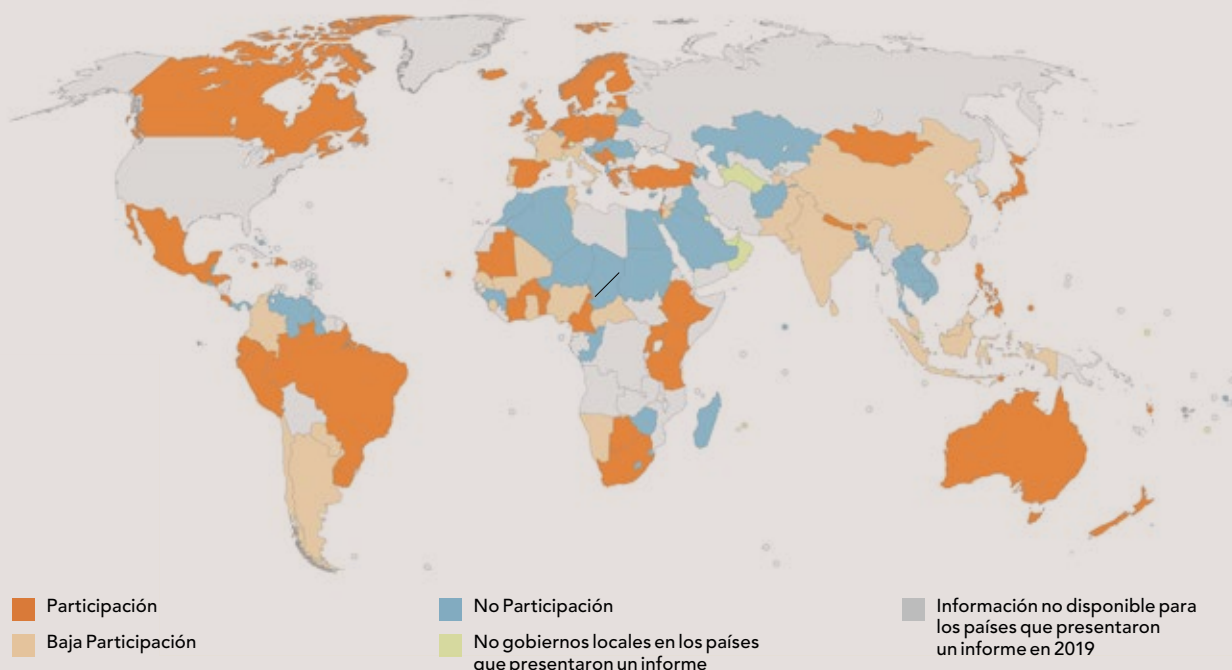 Participación
Baja Participación
No Participación
No gobiernos locales en los países
que presentaron un informe
Información no disponible para
los países que presentaron
un informe en 2019